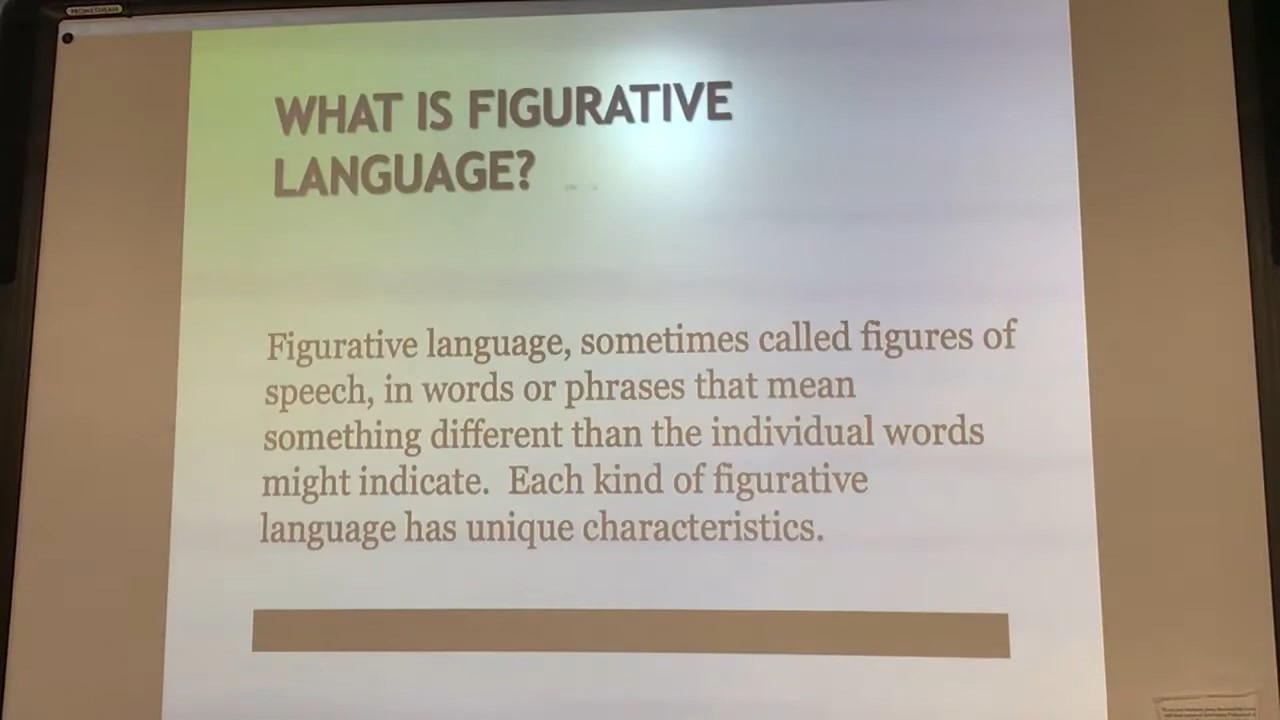 PROMETHEAN
WHAT IS FIGURATIVE
LANGUAGE?
Figurative language, sometimes called figures of
speech, in words or phrases that mean
something different than the individual words
might indicate.  Each kind of figurative
language has unique characteristics.